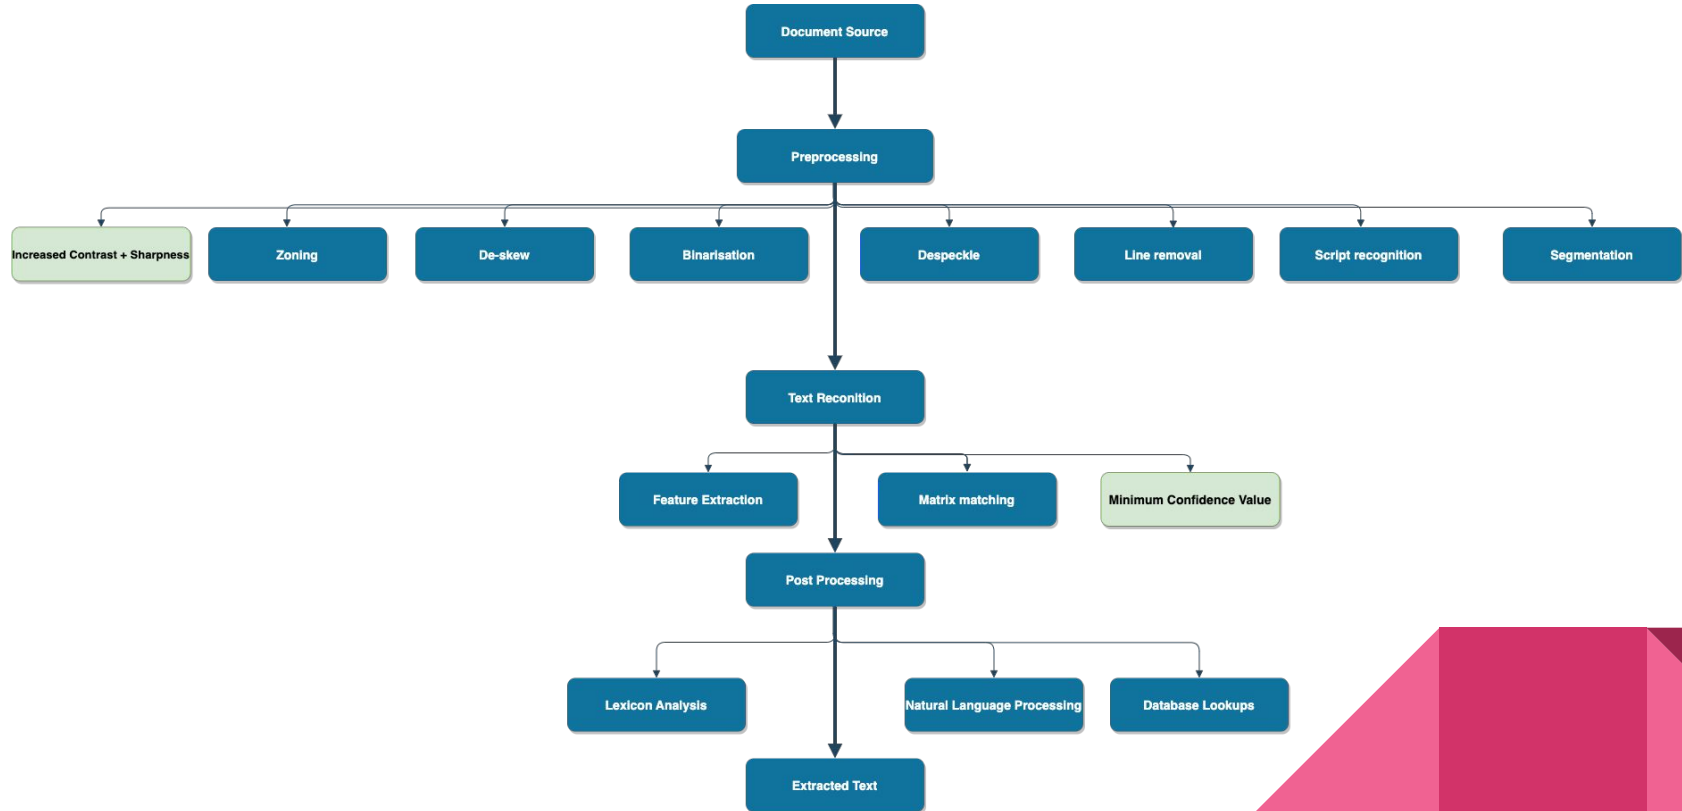 Document Source
Preprocessing
Increased Contrast + Sharpness
Zoning
De-skew
Binarisation
Despeckle
Line removal
Script recognition
Segmentation
Text Reconition
Feature Extraction
Matrix matching
Minimum Confidence Value
Post Processing
Lexicon Analysis
Natural Language Processing
Database Lookups
Extracted Text